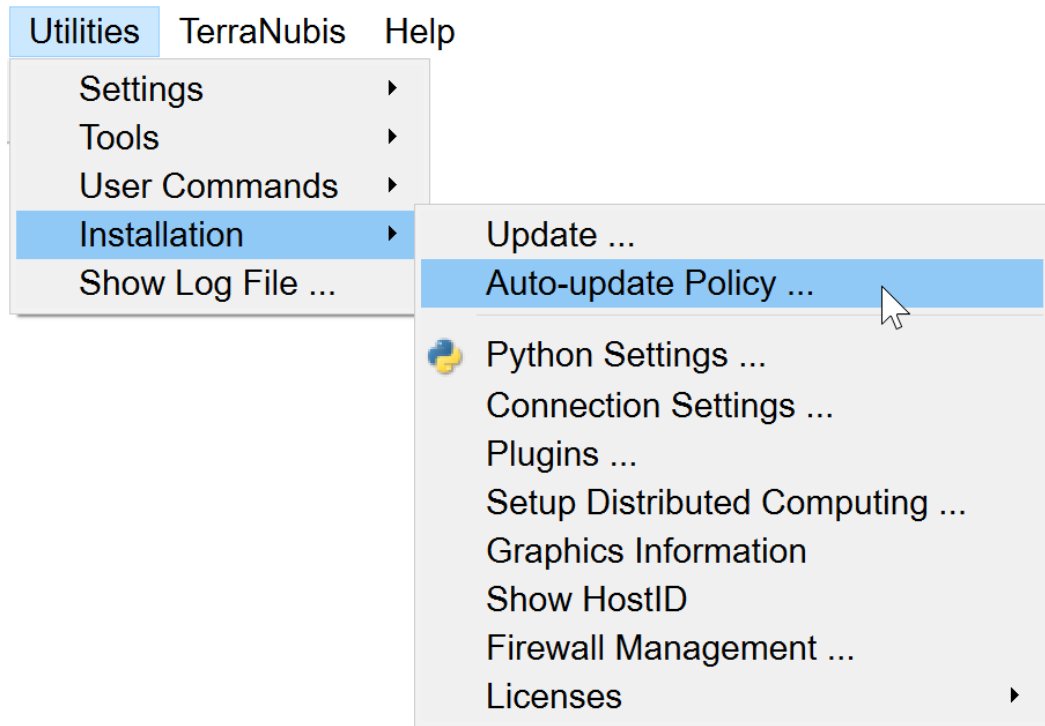 Utilities TerraNubis Help
Settings
Tools
User Commands
Installation
Show Log File ...
Update ...
Auto-update Policy ...
Python Settings ...
Connection Settings ...
Plugins ...
Setup Distributed Computing ...
Graphics Information
Show HostID
Firewall Management ...
Licenses